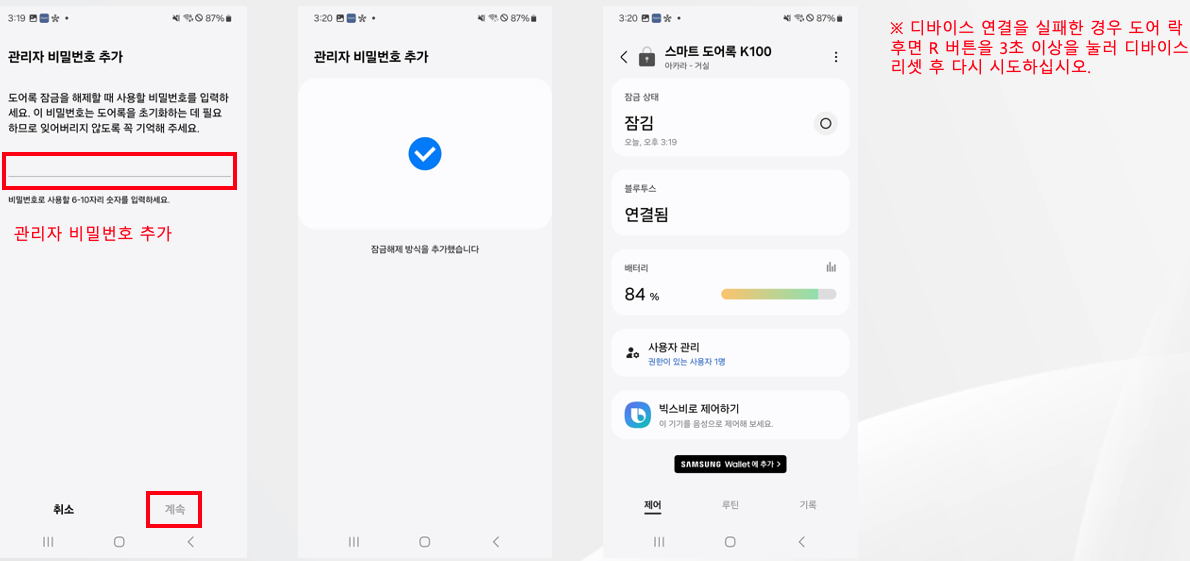 3:19
87%
관리자 비밀번호 추가
도어록 잠금을 해제할 때 사용할 비밀번호를 입력하
세요. 이 비밀번호는 도어록을 초기화하는 데 필요
하므로 잊어버리지 않도록 꼭 기억해 주세요.
비밀번호로 사용할 6-10자리 숫자를 입력하세요.
관리자 비밀번호 추가
취소
계속
3:20
87%
관리자 비밀번호 추가
잠금해제 방식을 추가했습니다
3:20
87%
스마트 도어록 K100
아카라 - 거실
잠금 상태
잠김
오늘, 오후 3:19
블루투스
연결됨
배터리
84 %
사용자 관리
권한이 있는 사용자 1명
빅스비로 제어하기
이 기기를 음성으로 제어해 보세요.
SAMSUNG Wallet에 추가 >
제어
루틴
기록
※ 디바이스 연결을 실패한 경우 도어 락
후면 R 버튼을 3초 이상을 눌러 디바이스
리셋 후 다시 시도하십시오.